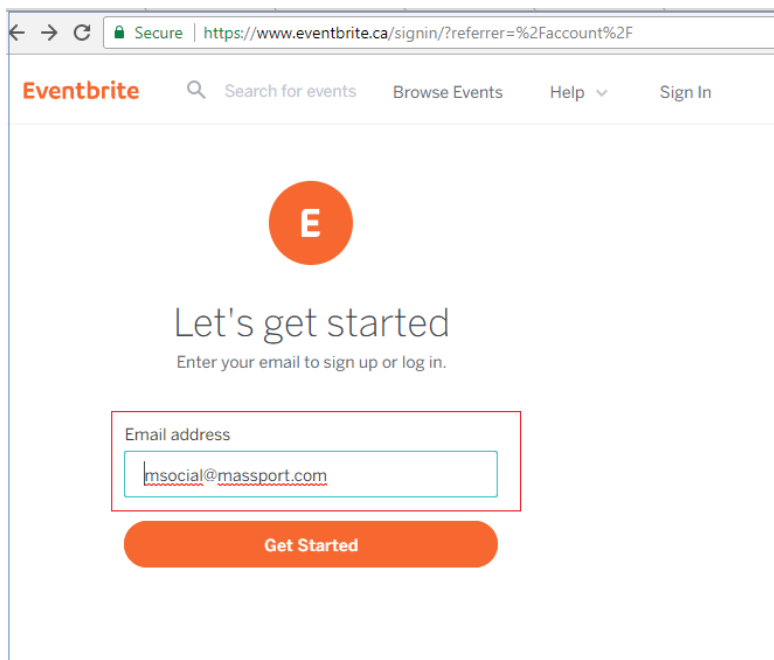 Secure | https://www.eventbrite.ca/signin/?referrer=%2Faccount%2F
Eventbrite Search for events Browse Events Help Sign In
E
Let's get started
Enter your email to sign up or log in.
Email address
msocial@massport.com
Get Started